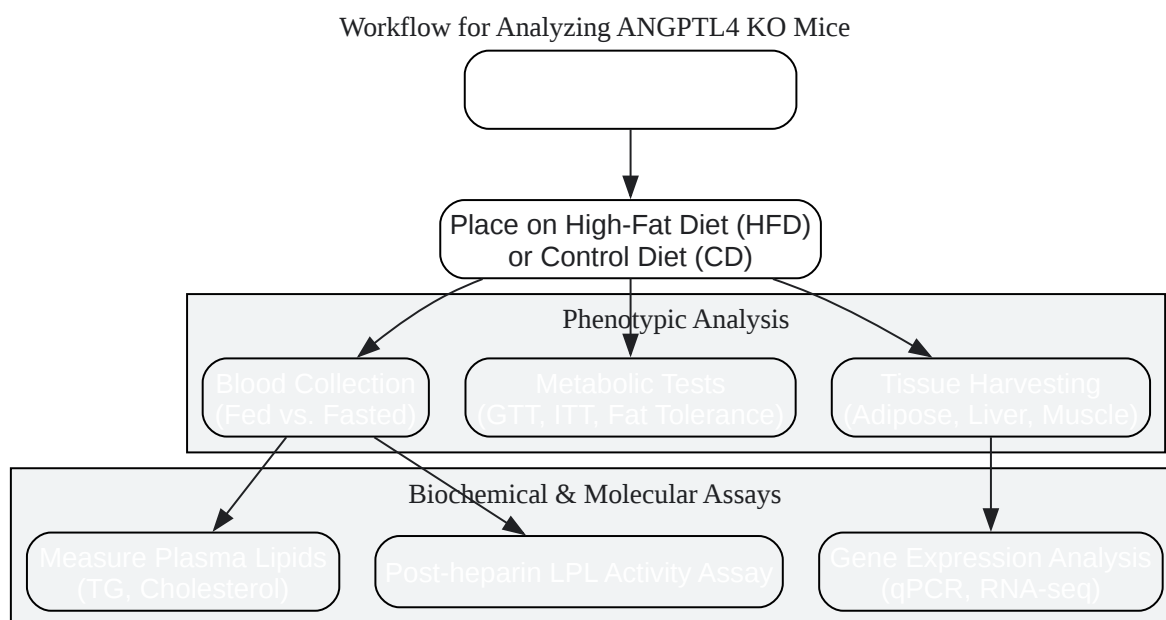 Workflow for Analyzing ANGPTL4 KO Mice
Place on High-Fat Diet (HFD)
or Control Diet (CD)
Phenotypic Analysis
Blood Collection
(Fed vs. Fasted)
Metabolic Tests
(GTT, ITT, Fat Tolerance)
Tissue Harvesting
(Adipose, Liver, Muscle)
Biochemical & Molecular Assays
Measure Plasma Lipids
(TG, Cholesterol)
Post-heparin LPL Activity Assay
Gene Expression Analysis
(qPCR, RNA-seq)